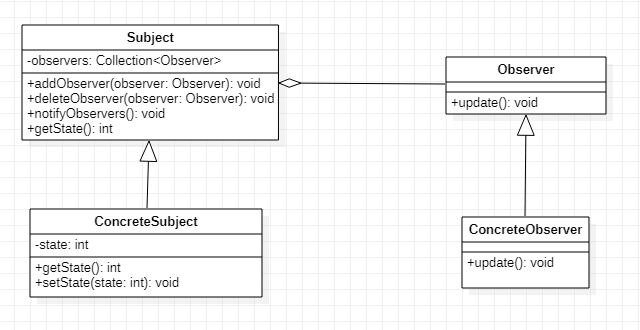 Subject
-observers: Collection<Observer>
+addObserver(observer: Observer): void
+deleteObserver(observer: Observer): void
+notifyObservers(): void
+getState(): int
Observer
+update(): void
ConcreteSubject
-state: int
+getState(): int
+setState(state: int): void
ConcreteObserver
+update(): void